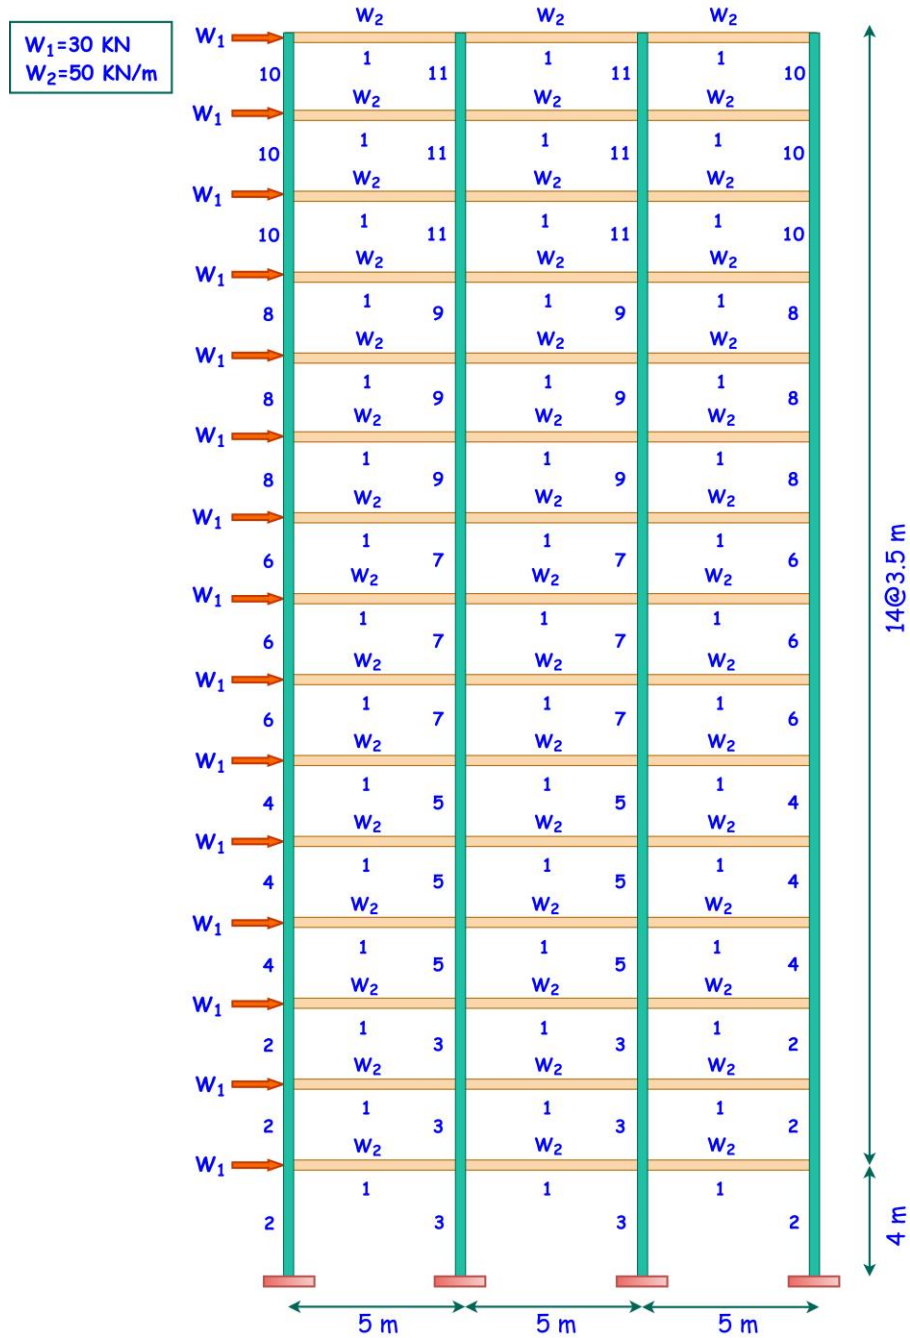 W₁=30 KN
W₂=50 KN/m
W₂ W₂ W₂
W₁
1 1 1
10 11 11 10
W₂ W₂ W₂
W₁
1 1 1
10 11 11 10
W₂ W₂ W₂
W₁
1 1 1
10 11 11 10
W₂ W₂ W₂
W₁
1 1 1
8 9 9 8
W₂ W₂ W₂
W₁
1 1 1
8 9 9 8
W₂ W₂ W₂
W₁
1 1 1
8 9 9 8
W₂ W₂ W₂
W₁
1 1 1
6 7 7 6
W₂ W₂ W₂
W₁
1 1 1
6 7 7 6
W₂ W₂ W₂
W₁
1 1 1
6 7 7 6
W₂ W₂ W₂
W₁
1 1 1
4 5 5 4
W₂ W₂ W₂
W₁
1 1 1
4 5 5 4
W₂ W₂ W₂
W₁
1 1 1
4 5 5 4
W₂ W₂ W₂
W₁
1 1 1
2 3 3 2
W₂ W₂ W₂
W₁
1 1 1
2 3 3 2
W₂ W₂ W₂
W₁
1 1 1
2 3 3 2
14@3.5 m
4 m
5 m 5 m 5 m